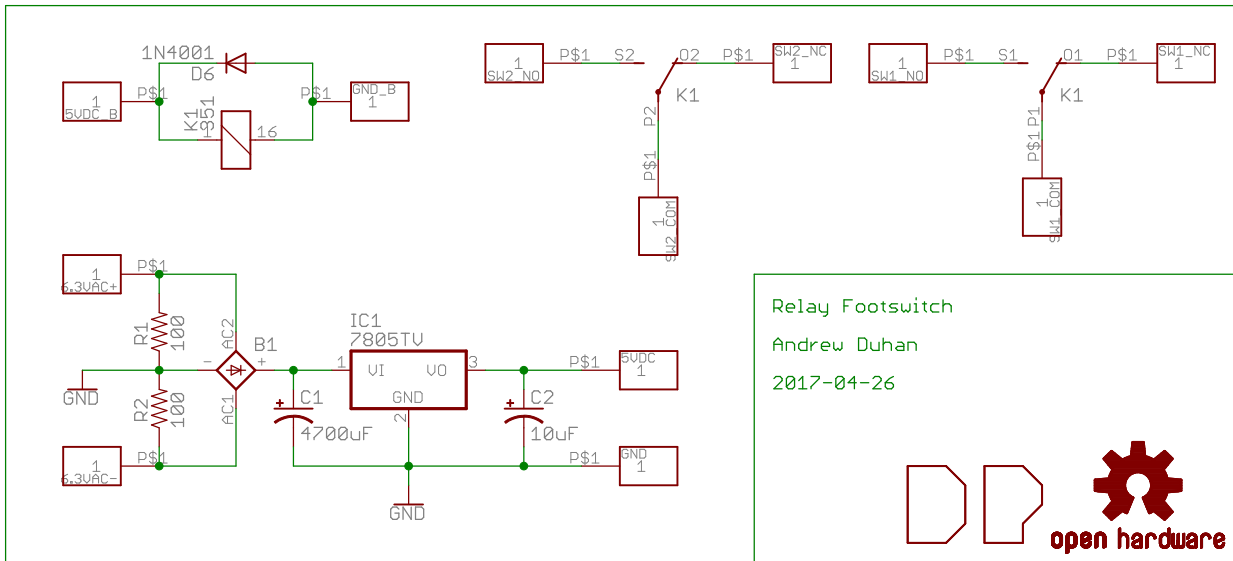 1N4001
D6
1
5VDC_B
P$1
P$1
GND_B
1
K1
351
1
16
1
SW2_NO
P$1
S2
O2
P$1
SW2_NC
1
K1
P2
P$1
1
SW2_COM
1
SW1_NO
P$1
S1
O1
P$1
SW1_NC
1
K1
P1
P$1
1
SW1_COM
1
6.3VAC+
P$1
R1
100
AC2
B1
-
+
GND
R2
100
AC1
1
6.3VAC-
P$1
IC1
7805TV
1
VI
VO
3
GND
2
C1
4700uF
+
C2
10uF
+
P$1
5VDC
1
P$1
GND
1
GND
Relay Footswitch
Andrew Duhan
2017-04-26
open hardware